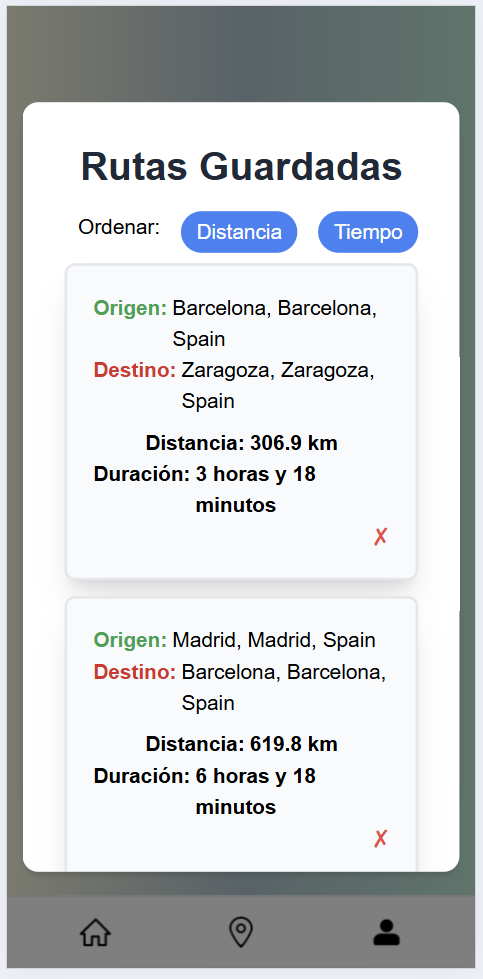 Rutas Guardadas
Ordenar: Distancia Tiempo
Origen: Barcelona, Barcelona,
Spain
Destino: Zaragoza, Zaragoza,
Spain
Distancia: 306.9 km
Duración: 3 horas y 18
minutos
✗
Origen: Madrid, Madrid, Spain
Destino: Barcelona, Barcelona,
Spain
Distancia: 619.8 km
Duración: 6 horas y 18
minutos
✗